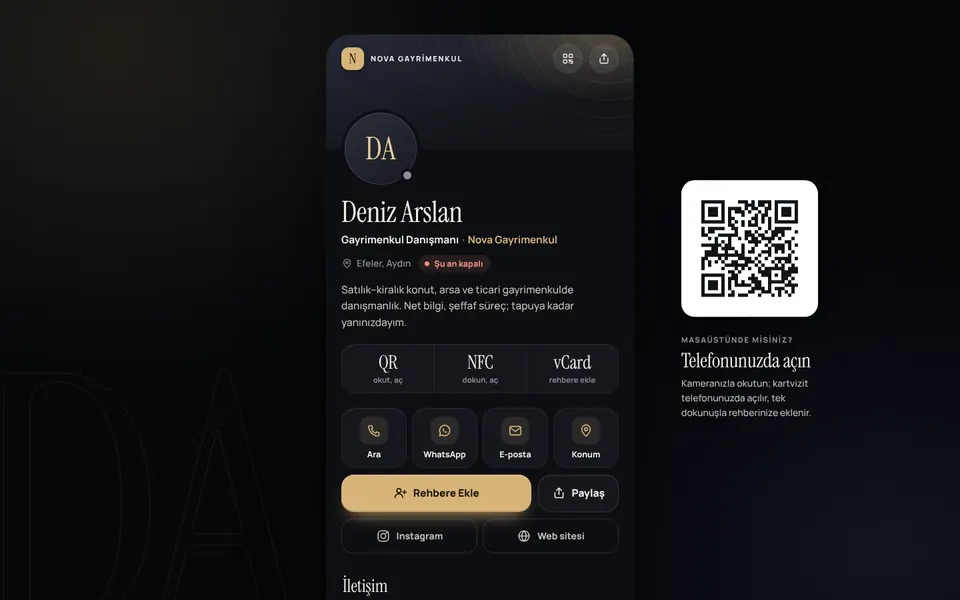 N
NOVA GAYRİMENKUL
DA
Deniz Arslan
Gayrimenkul Danışmanı · Nova Gayrimenkul
Efeler, Aydın
Şu an kapalı
Satılık–kiralık konut, arsa ve ticari gayrimenkulde
danışmanlık. Net bilgi, şeffaf süreç; tapuya kadar
yanınızdayım.
QR
okut, aç
NFC
dokun, aç
vCard
rehbere ekle
Ara
WhatsApp
E-posta
Konum
Rehbere Ekle
Paylaş
Instagram
Web sitesi
İletişim
MASAÜSTÜNDE MİSİNİZ?
Telefonunuzda açın
Kameranızla okutun; kartvizit
telefonunuzda açılır, tek
dokunuşla rehberinize eklenir.
DA